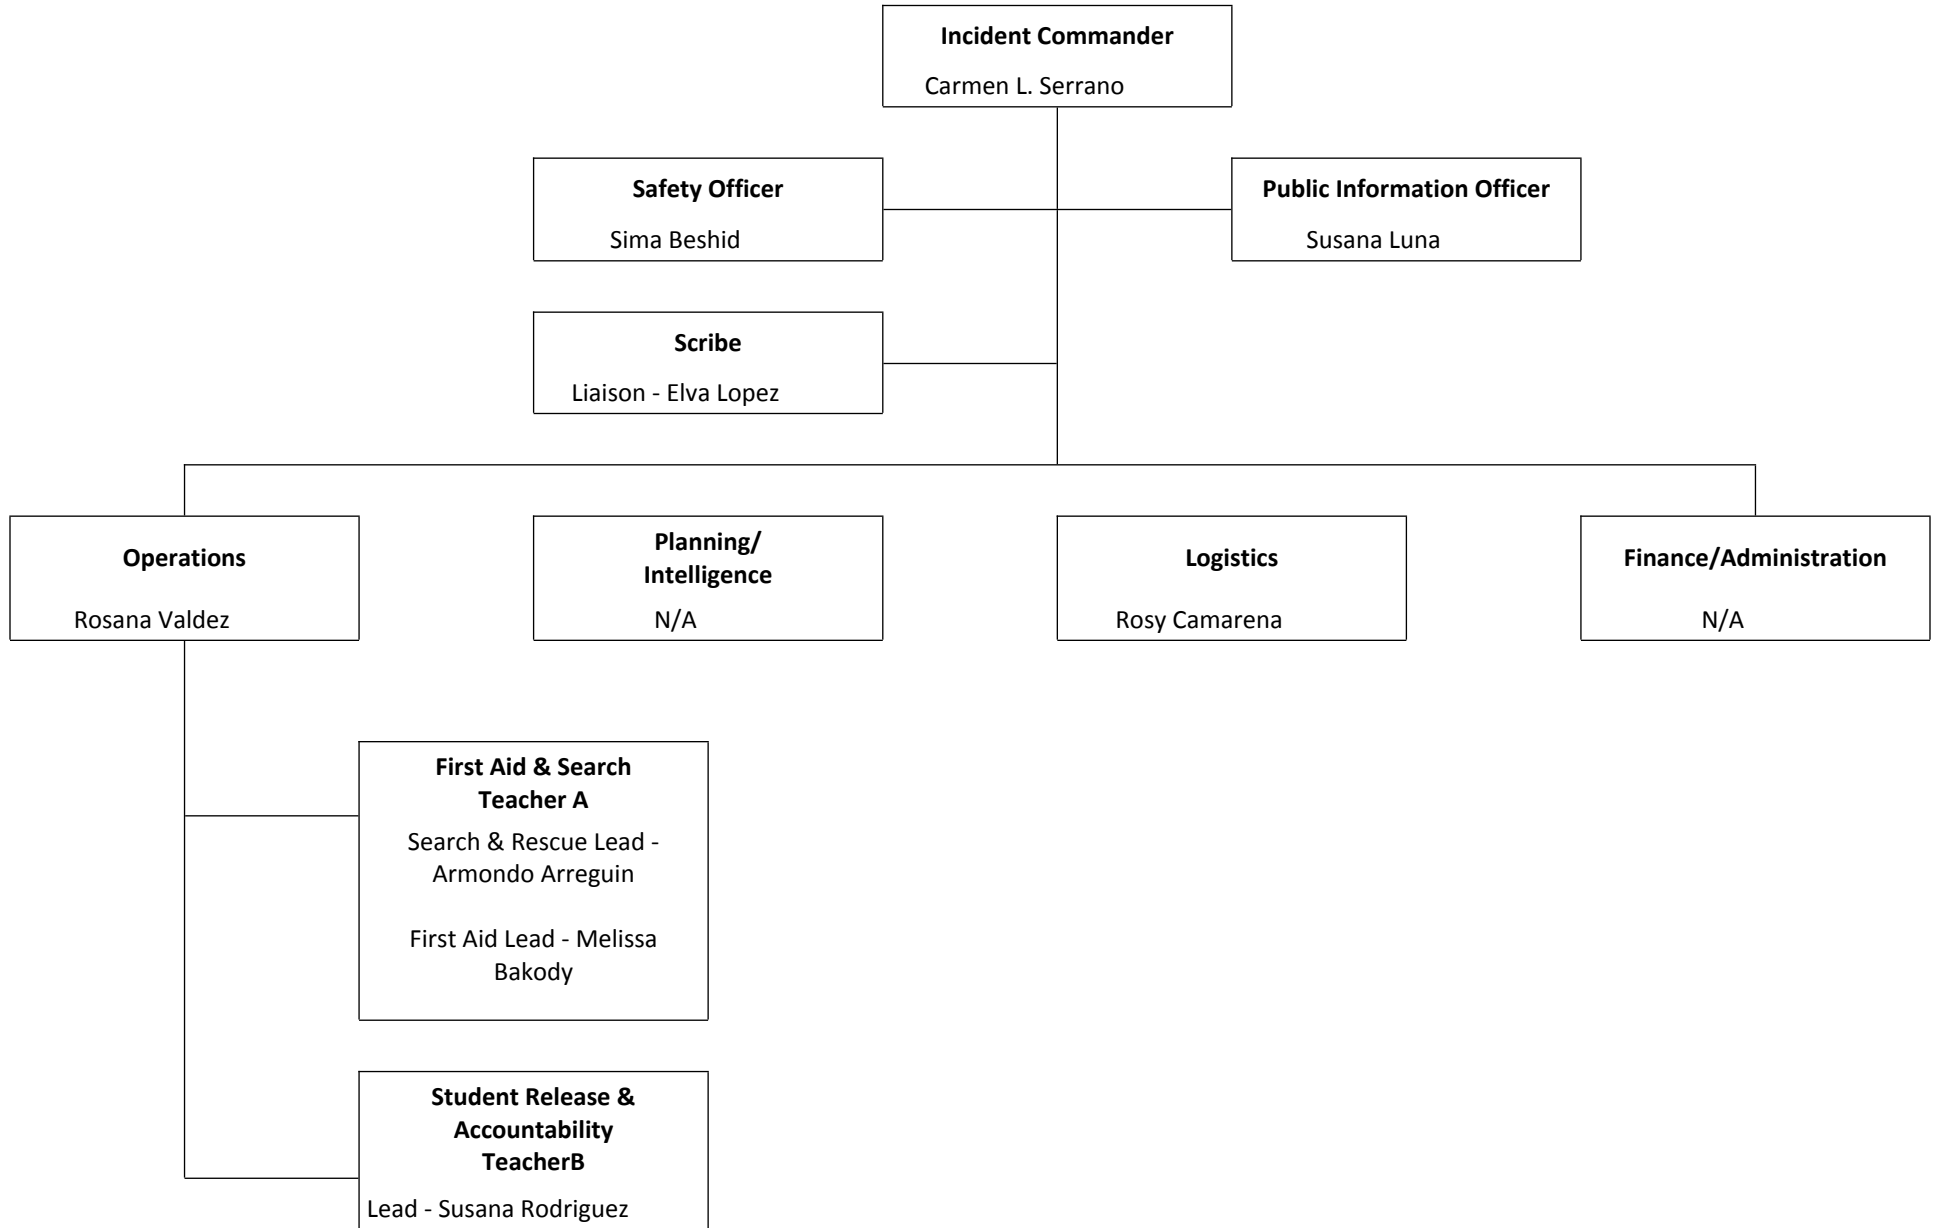 Incident Commander
Carmen L. Serrano
Safety Officer
Sima Beshid
Public Information Officer
Susana Luna
Scribe
Liaison - Elva Lopez
Operations
Rosana Valdez
Planning/
Intelligence
N/A
Logistics
Rosy Camarena
Finance/Administration
N/A
First Aid & Search
Teacher A
Search & Rescue Lead -
Armondo Arreguin
First Aid Lead - Melissa
Bakody
Student Release &
Accountability
TeacherB
Lead - Susana Rodriguez